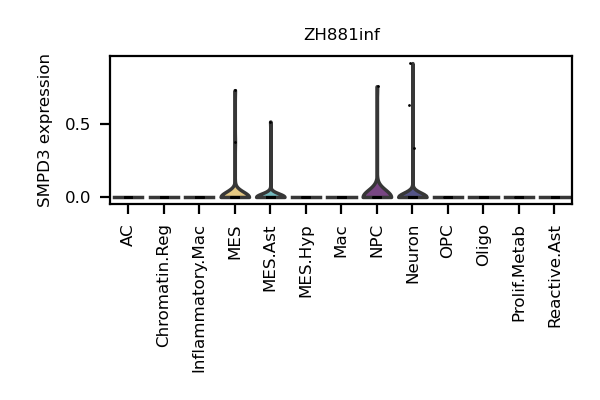 ZH881inf
SMPD3 expression
0.5
0.0
AC
Chromatin.Reg
Inflammatory.Mac
MES
MES.Ast
MES.Hyp
Mac
NPC
Neuron
OPC
Oligo
Prolif.Metab
Reactive.Ast